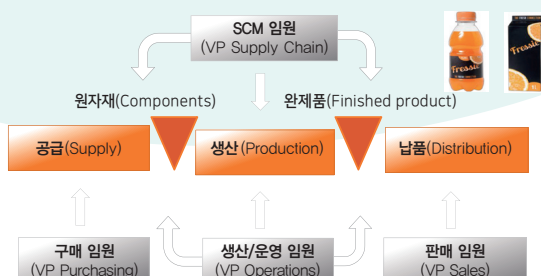 SCM 임원
(VP Supply Chain)
Fressie
Fressie
원자재(Components)
완제품(Finished product)
공급(Supply)
생산(Production)
납품(Distribution)
구매 임원
(VP Purchasing)
생산/운영 임원
(VP Operations)
판매 임원
(VP Sales)